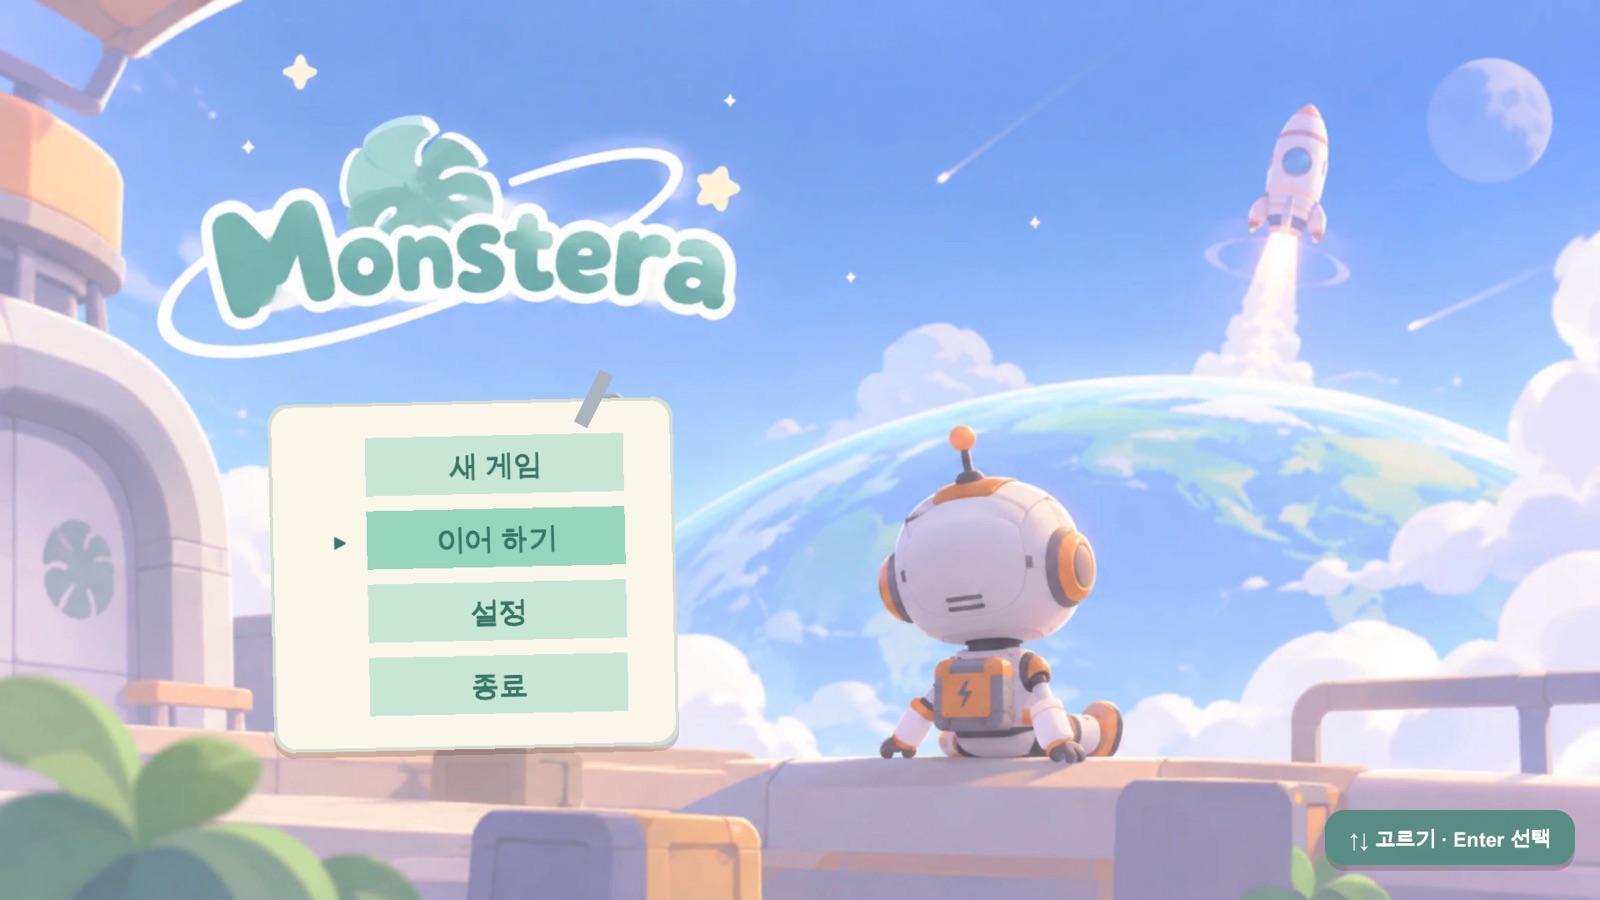 Monstera
새 게임
▶ 이어 하기
설정
종료
↑↓ 고르기 · Enter 선택